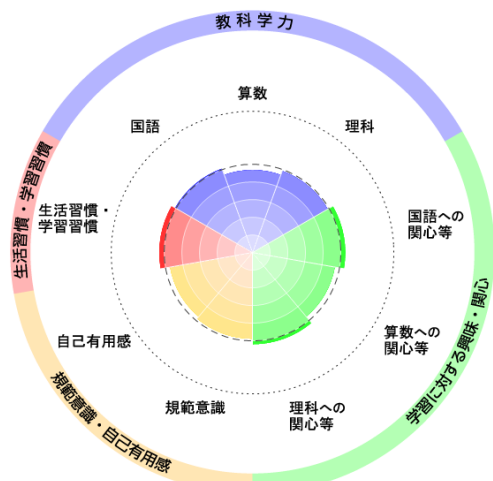 教科学力
算数
国語
理科
生活習慣・学習習慣
生活習慣・
学習習慣
国語への
関心等
自己有用感
算数への
関心等
規範意識
理科への
関心等
学習に対する興味・関心
規範意識・自己有用感